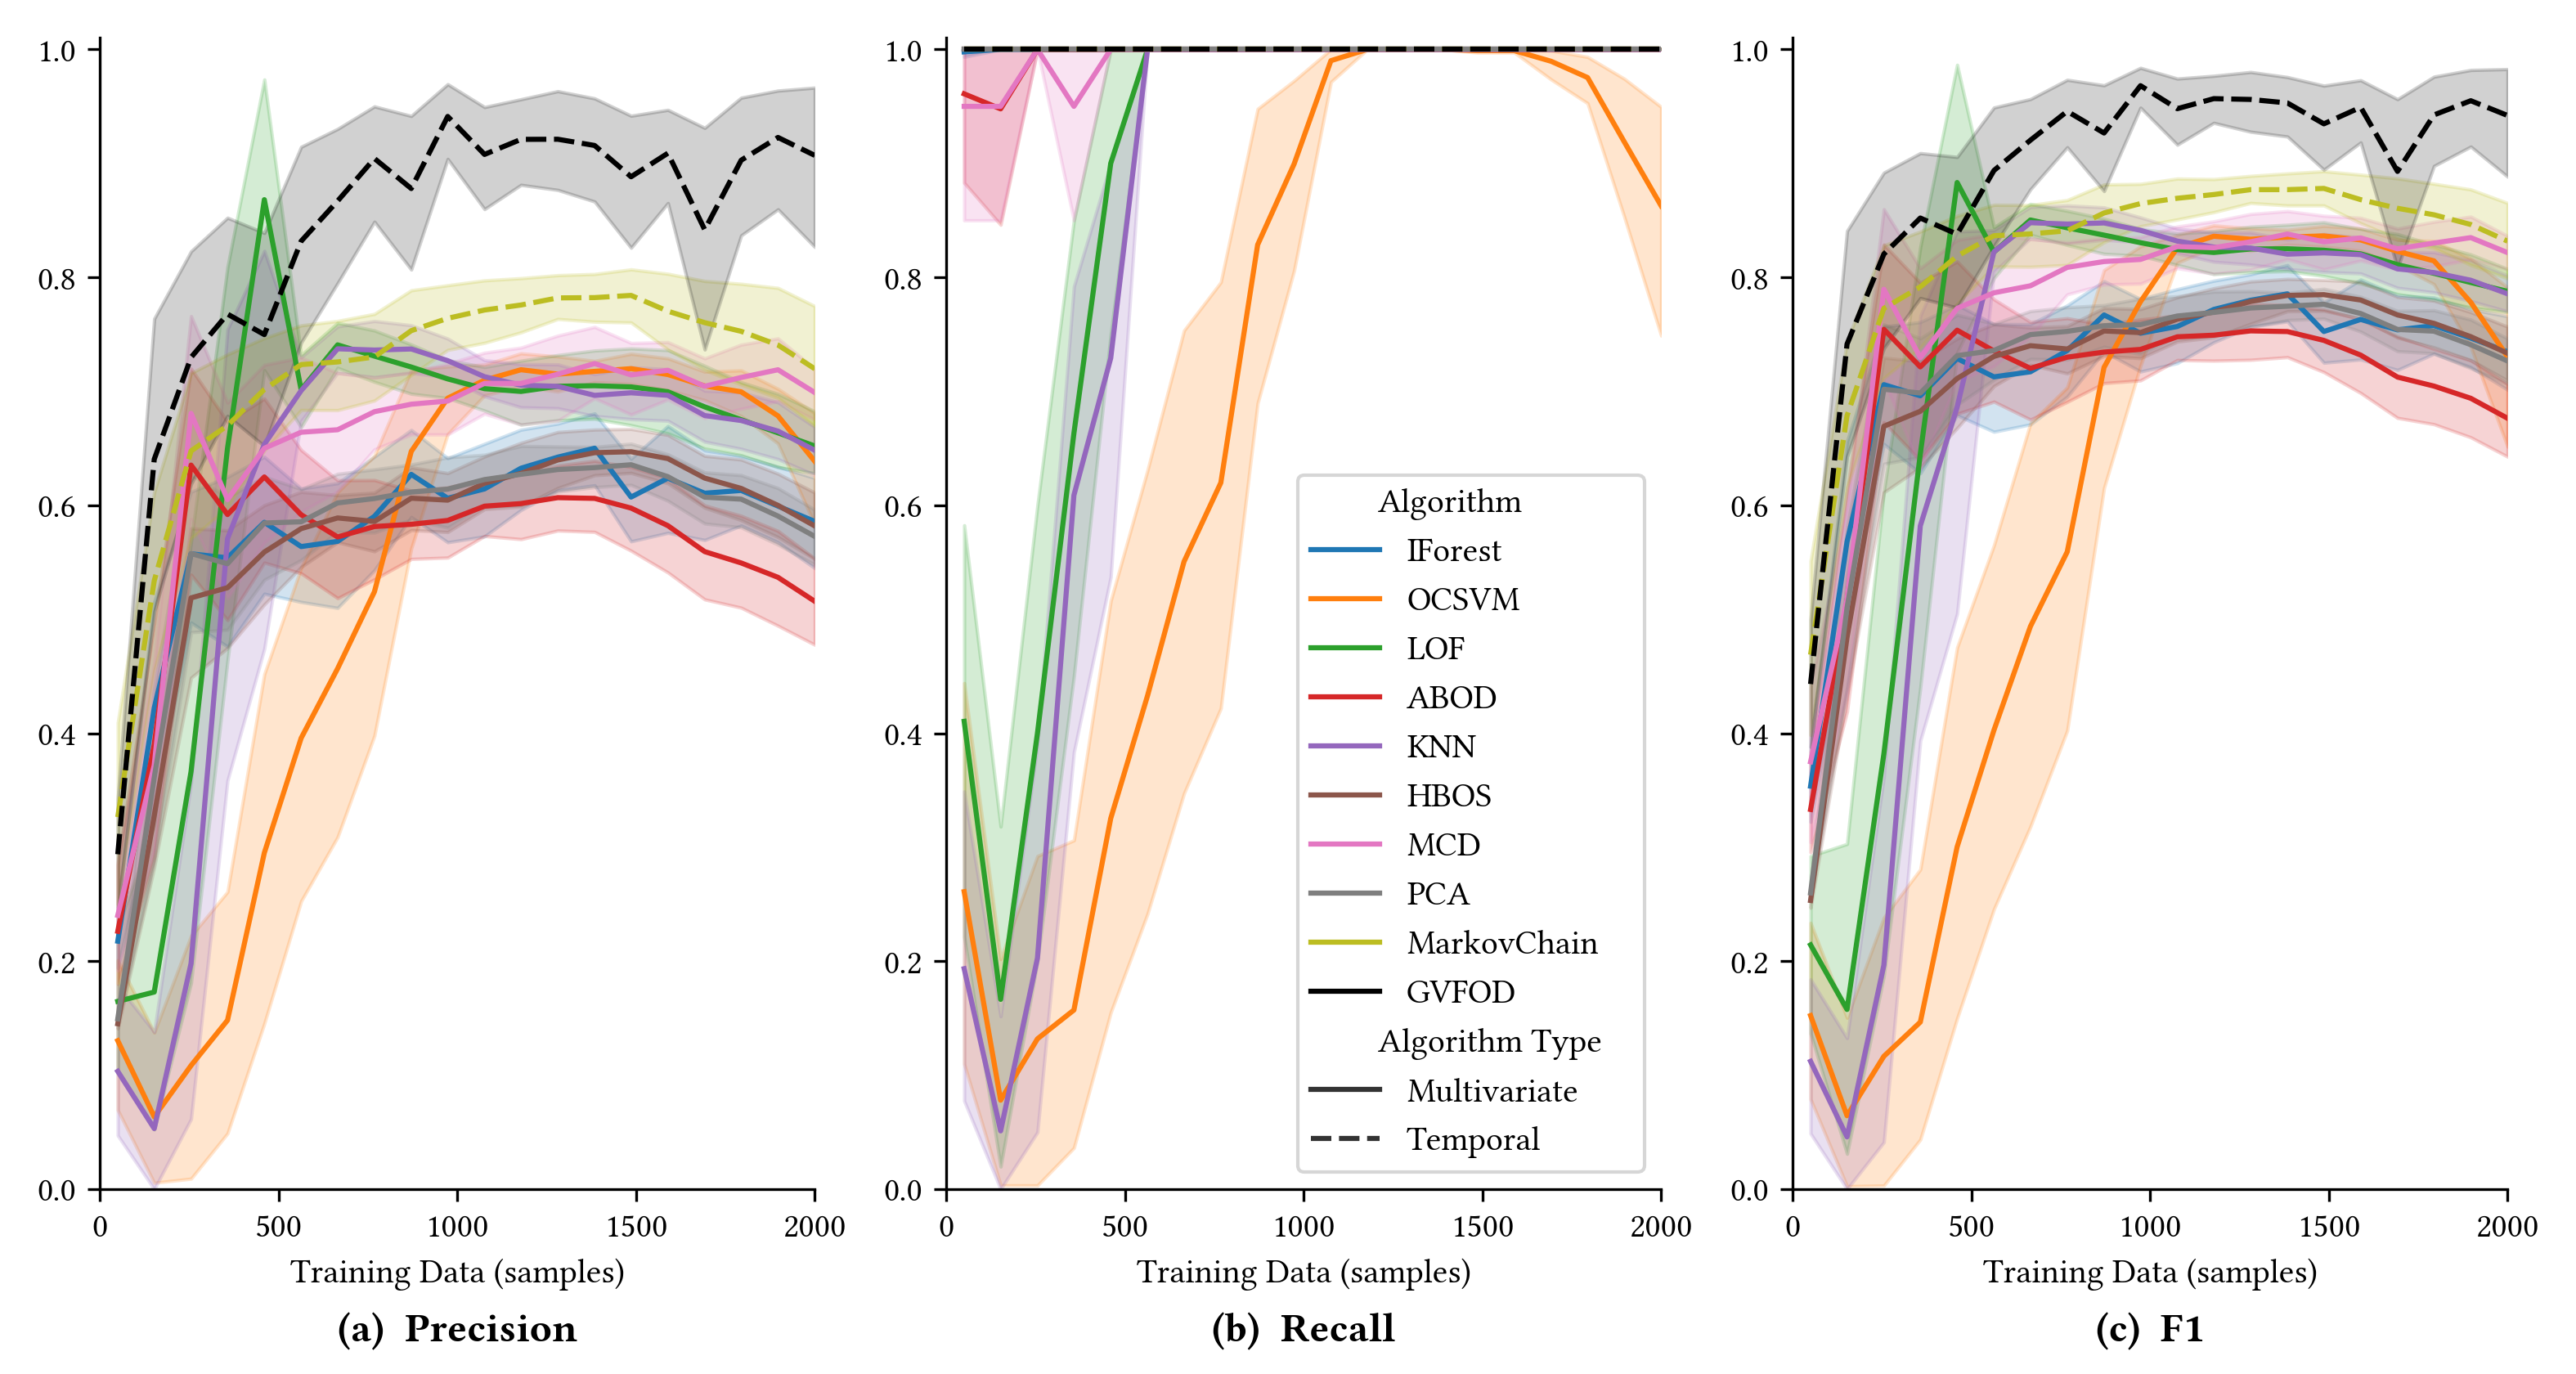 1.0
0.8
0.6
0.4
0.2
0.0
0 500 1000 1500 2000
Training Data (samples)
(a) Precision
1.0
0.8
0.6
0.4
0.2
0.0
0 500 1000 1500 2000
Training Data (samples)
(b) Recall
Algorithm
IForest
OCSVM
LOF
ABOD
KNN
HBOS
MCD
PCA
MarkovChain
GVFOD
Algorithm Type
Multivariate
Temporal
1.0
0.8
0.6
0.4
0.2
0.0
0 500 1000 1500 2000
Training Data (samples)
(c) F1